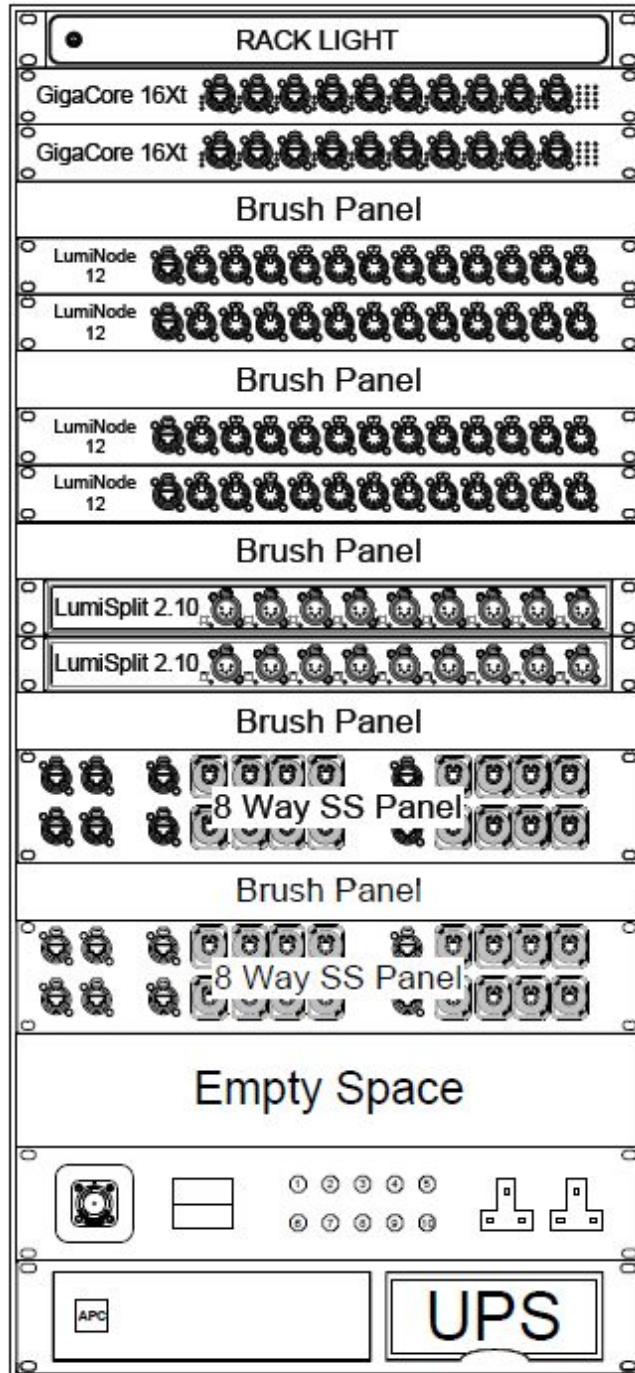 RACK LIGHT
GigaCore 16Xt
GigaCore 16Xt
Brush Panel
LumiNode
12
LumiNode
12
Brush Panel
LumiNode
12
LumiNode
12
Brush Panel
LumiSplit 2.10
LumiSplit 2.10
Brush Panel
8 Way SS Panel
Brush Panel
8 Way SS Panel
Empty Space
1 2 3 4 5
6 7 8 9 10
APC
UPS